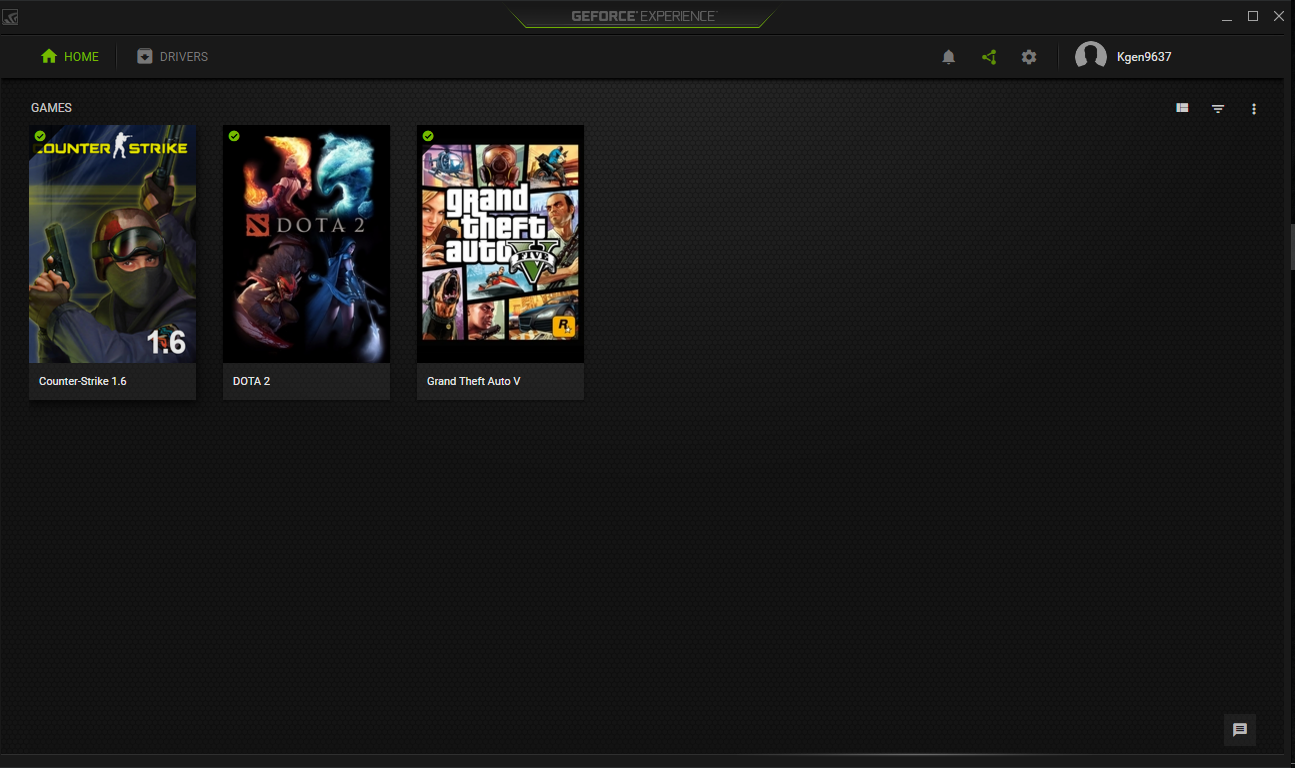 GEFORCE® EXPERIENCE™
HOME
DRIVERS
Kgen9637
GAMES
COUNTER STRIKE
1.6
DOTA 2
grand
theft
auto
V
FIVE
R★
Counter-Strike 1.6
DOTA 2
Grand Theft Auto V